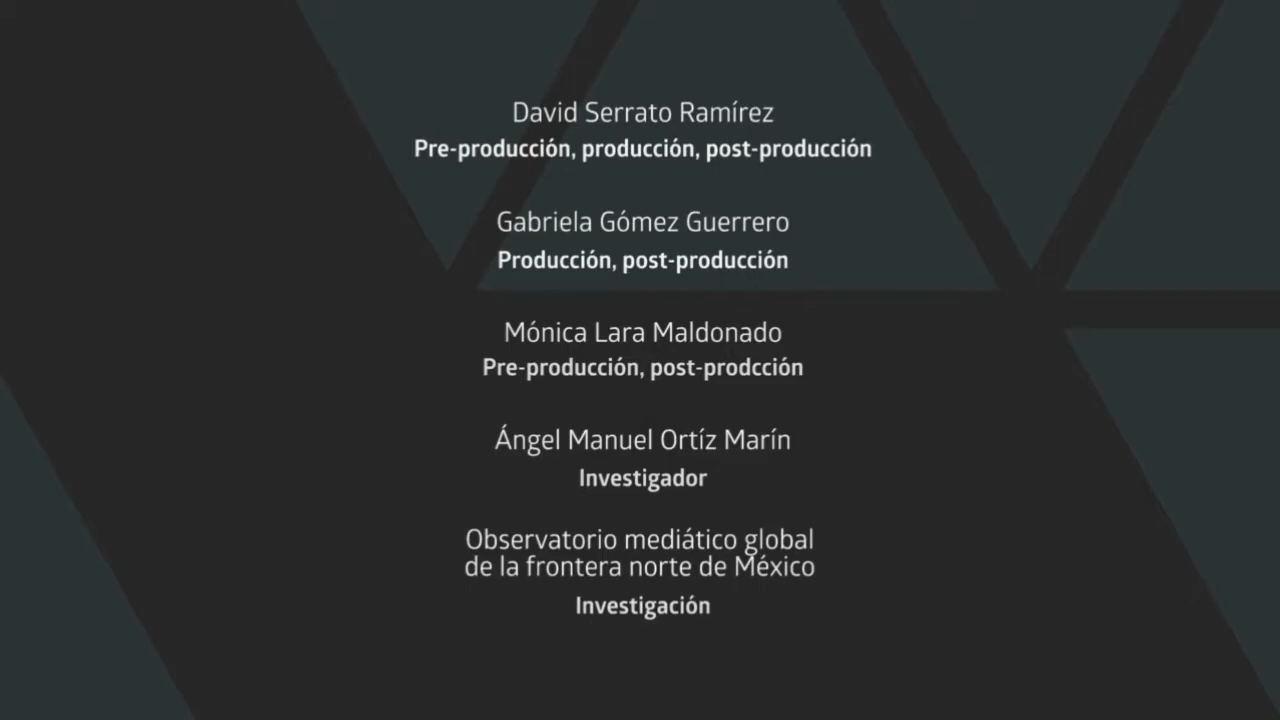 David Serrato Ramírez
Pre-producción, producción, post-producción
Gabriela Gómez Guerrero
Producción, post-producción
Mónica Lara Maldonado
Pre-producción, post-prodcción
Ángel Manuel Ortíz Marín
Investigador
Observatorio mediático global
de la frontera norte de México
Investigación